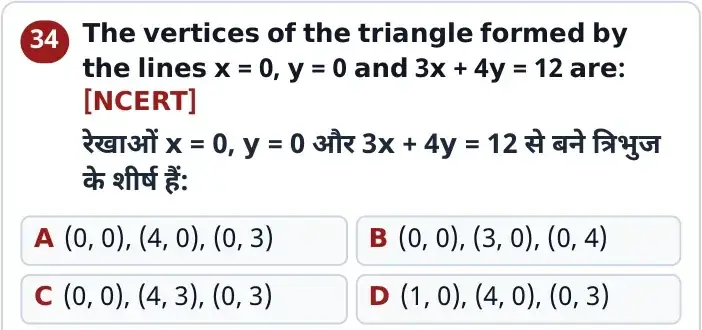 34 The vertices of the triangle formed by
the lines x = 0, y = 0 and 3x + 4y = 12 are:
[NCERT]
रेखाओं x = 0, y = 0 और 3x + 4y = 12 से बने त्रिभुज
के शीर्ष हैं:
A (0, 0), (4, 0), (0, 3)
B (0, 0), (3, 0), (0, 4)
C (0, 0), (4, 3), (0, 3)
D (1, 0), (4, 0), (0, 3)